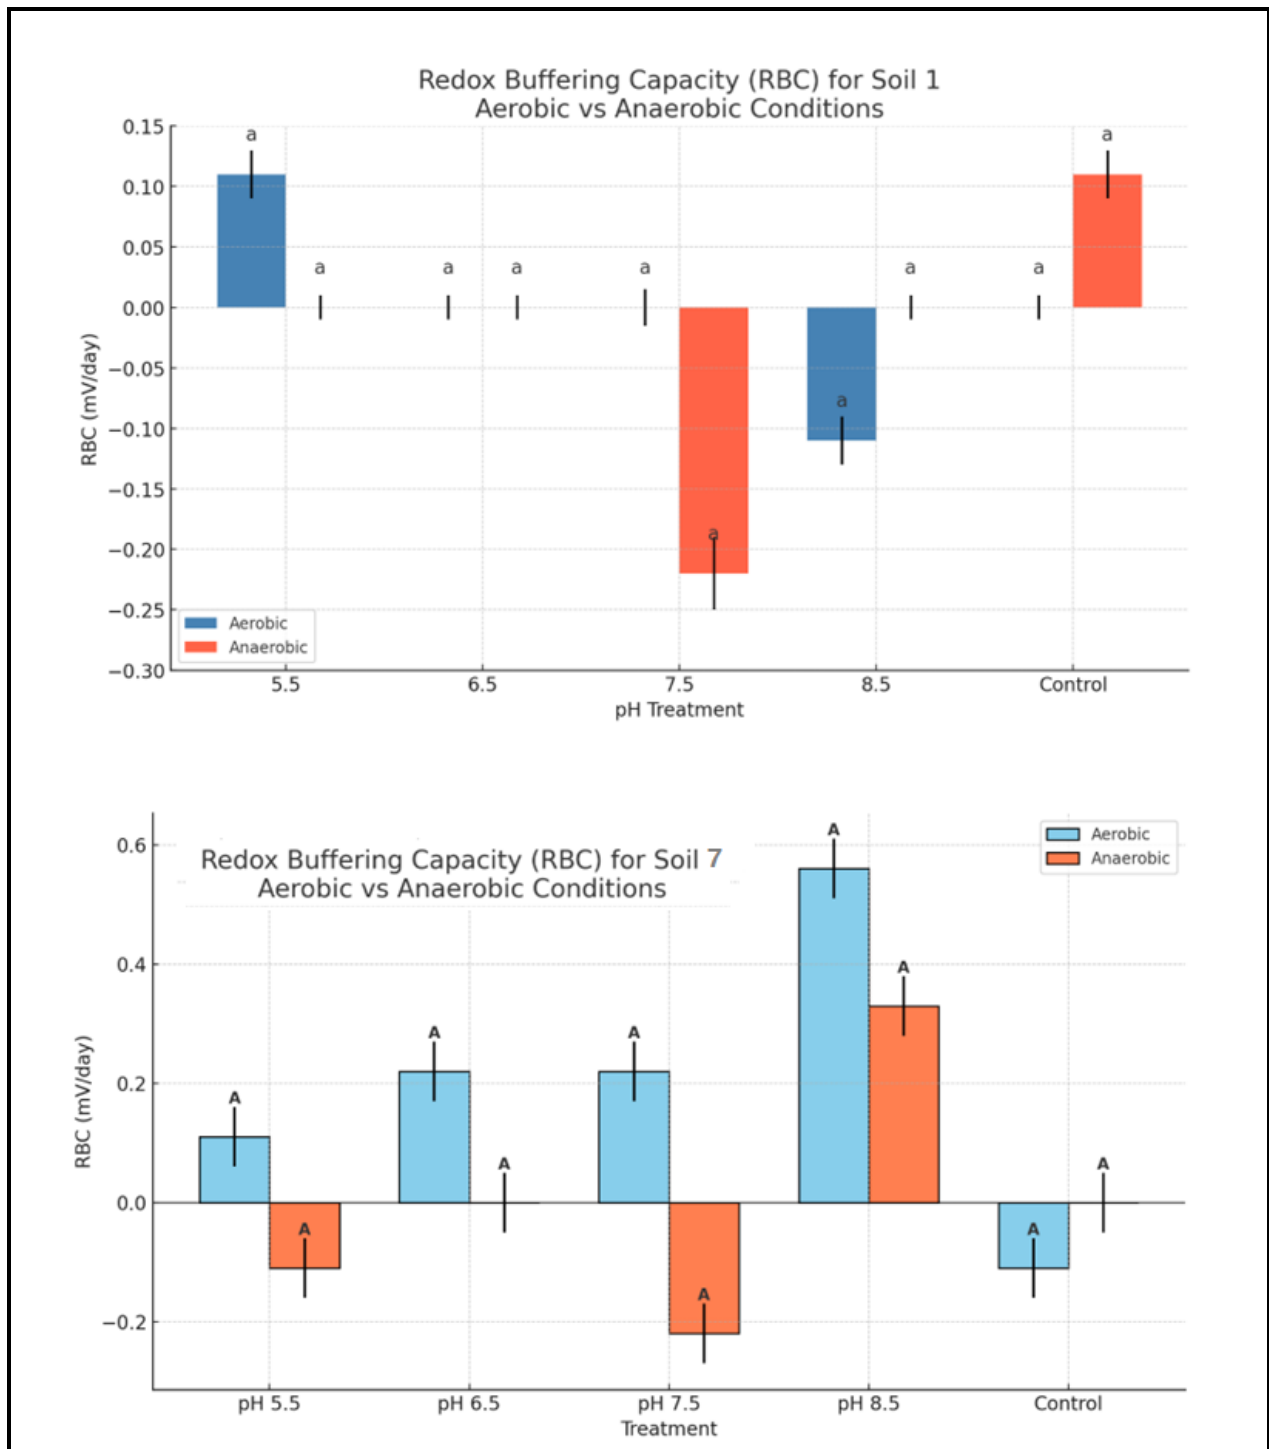 Redox Buffering Capacity (RBC) for Soil 1
Aerobic vs Anaerobic Conditions
0.15
0.10
0.05
0.00
−0.05
−0.10
−0.15
−0.20
−0.25
−0.30
RBC (mV/day)
a
a
a
a
a
a
a
a
a
a
Aerobic
Anaerobic
5.5
6.5
7.5
8.5
Control
pH Treatment
Redox Buffering Capacity (RBC) for Soil 7
Aerobic vs Anaerobic Conditions
Aerobic
Anaerobic
0.6
0.4
0.2
0.0
−0.2
RBC (mV/day)
A
A
A
A
A
A
A
A
A
A
pH 5.5
pH 6.5
pH 7.5
pH 8.5
Control
Treatment